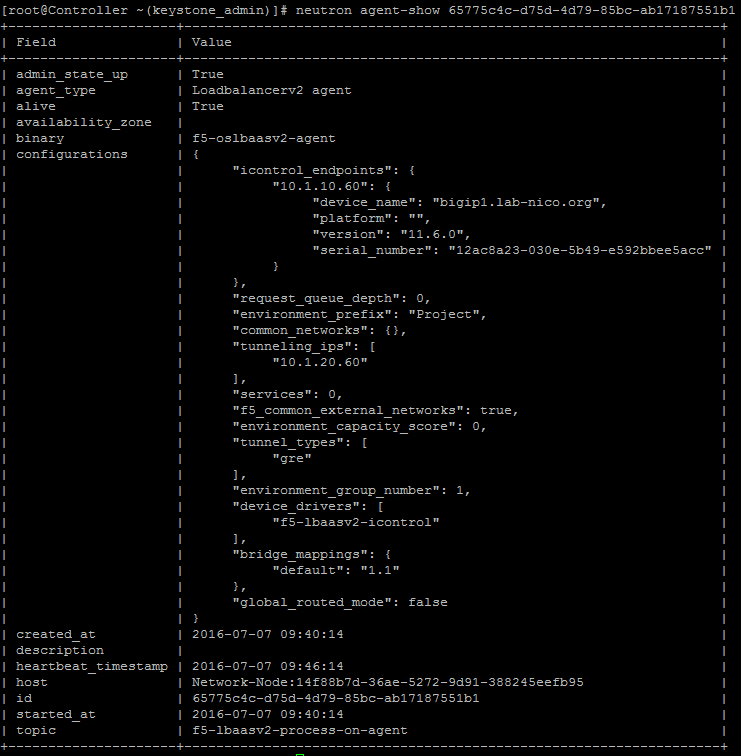 [root@Controller ~(keystone_admin)]# neutron agent-show 65775c4c-d75d-4d79-85bc-ab17187551b1
+---------------------+-------------------------------------------------------------------+
| Field               | Value                                                             |
+---------------------+-------------------------------------------------------------------+
| admin_state_up      | True                                                              |
| agent_type          | Loadbalancerv2 agent                                              |
| alive               | True                                                              |
| availability_zone   |                                                                   |
| binary              | f5-oslbaasv2-agent                                                |
| configurations      | {                                                                 |
|                     |      "icontrol_endpoints": {                                      |
|                     |           "10.1.10.60": {                                         |
|                     |                "device_name": "bigip1.lab-nico.org",              |
|                     |                "platform": "",                                    |
|                     |                "version": "11.6.0",                               |
|                     |                "serial_number": "12ac8a23-030e-5b49-e592bbee5acc" |
|                     |           }                                                       |
|                     |      },                                                           |
|                     |      "request_queue_depth": 0,                                    |
|                     |      "environment_prefix": "Project",                             |
|                     |      "common_networks": {},                                       |
|                     |      "tunneling_ips": [                                           |
|                     |           "10.1.20.60"                                            |
|                     |      ],                                                           |
|                     |      "services": 0,                                               |
|                     |      "f5_common_external_networks": true,                         |
|                     |      "environment_capacity_score": 0,                             |
|                     |      "tunnel_types": [                                            |
|                     |           "gre"                                                   |
|                     |      ],                                                           |
|                     |      "environment_group_number": 1,                               |
|                     |      "device_drivers": [                                          |
|                     |           "f5-lbaasv2-icontrol"                                   |
|                     |      ],                                                           |
|                     |      "bridge_mappings": {                                         |
|                     |           "default": "1.1"                                        |
|                     |      },                                                           |
|                     |      "global_routed_mode": false                                  |
|                     | }                                                                 |
| created_at          | 2016-07-07 09:40:14                                               |
| description         |                                                                   |
| heartbeat_timestamp | 2016-07-07 09:46:14                                               |
| host                | Network-Node:14f88b7d-36ae-5272-9d91-388245eefb95                 |
| id                  | 65775c4c-d75d-4d79-85bc-ab17187551b1                              |
| started_at          | 2016-07-07 09:40:14                                               |
| topic               | f5-lbaasv2-process-on-agent                                       |
+---------------------+-------------------------------------------------------------------+